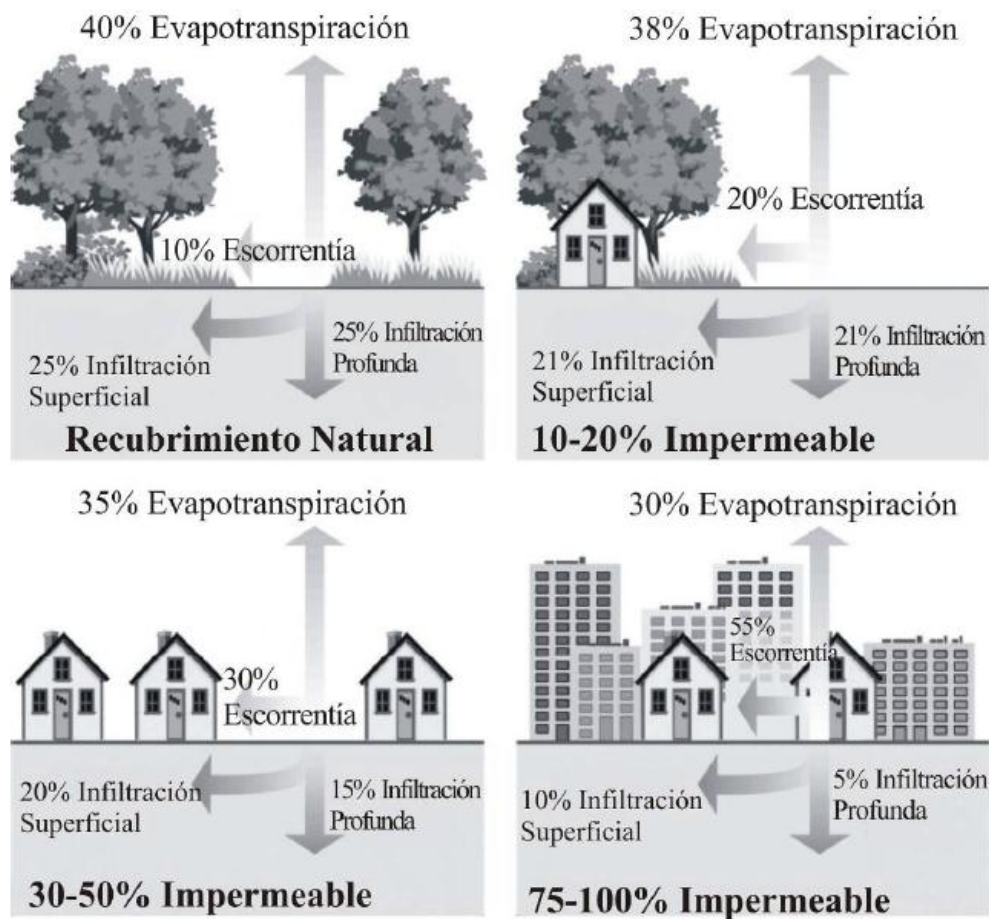 40% Evapotranspiración
10% Escorrentía
25% Infiltración
Superficial
25% Infiltración
Profunda
Recubrimiento Natural
38% Evapotranspiración
20% Escorrentía
21% Infiltración
Superficial
21% Infiltración
Profunda
10-20% Impermeable
35% Evapotranspiración
30%
Escorrentía
20% Infiltración
Superficial
15% Infiltración
Profunda
30-50% Impermeable
30% Evapotranspiración
55%
Escorrentía
10% Infiltración
Superficial
5% Infiltración
Profunda
75-100% Impermeable